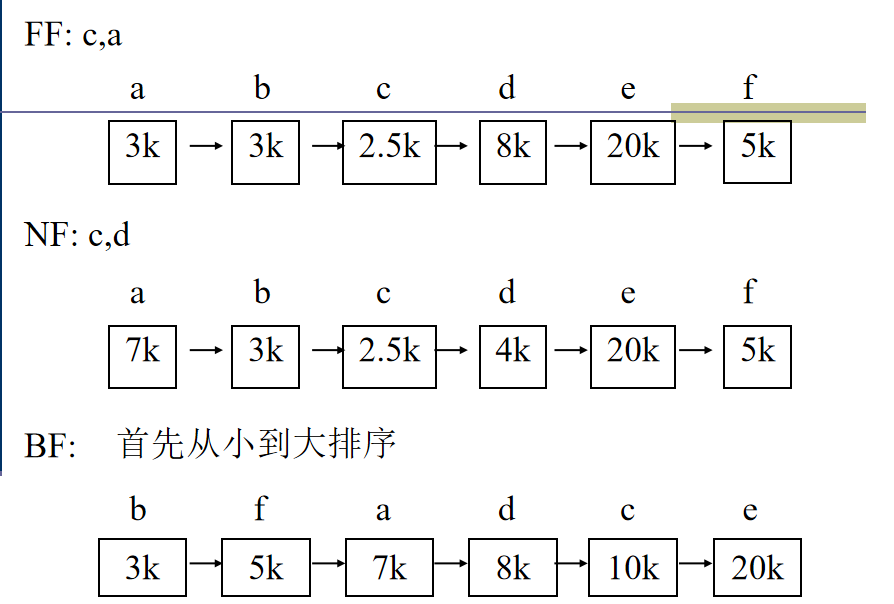 FF: c,a
a b c d e f
3k 3k 2.5k 8k 20k 5k
NF: c,d
a b c d e f
7k 3k 2.5k 4k 20k 5k
BF: 首先从小到大排序
b f a d c e
3k 5k 7k 8k 10k 20k